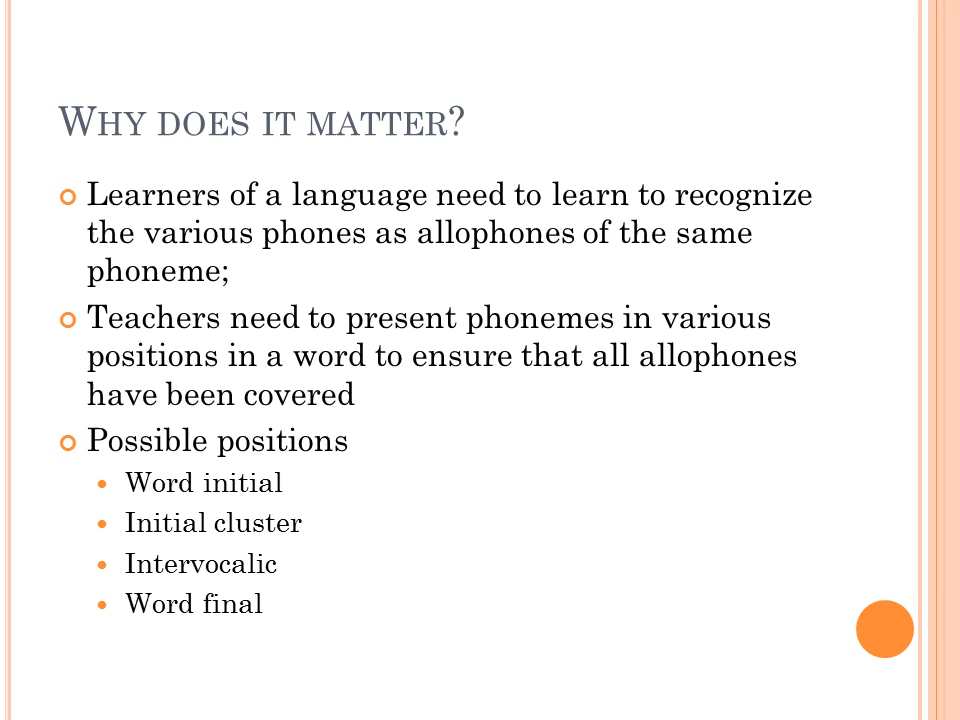 Why does it matter?
Learners of a language need to learn to recognize
the various phones as allophones of the same
phoneme;
Teachers need to present phonemes in various
positions in a word to ensure that all allophones
have been covered
Possible positions
Word initial
Initial cluster
Intervocalic
Word final